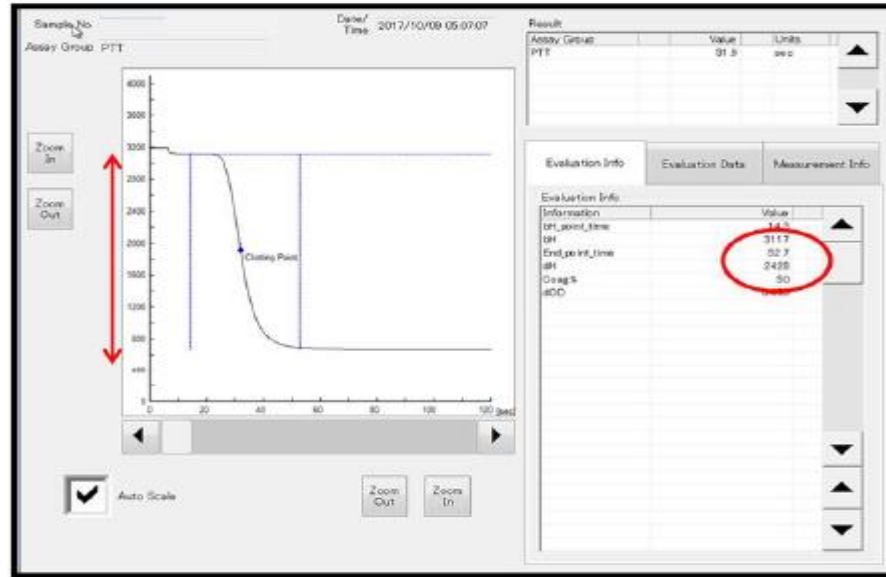 Sample No.
Date/
Time 2017/10/09 05:07:07
Assay Group PTT
Result
Assay Group Value Units
PTT 31.9 sec
Zoom
In
Zoom
Out
4000
3600
2800
2400
2000
1600
1200
800
400
0
Clotting Point
0 20 40 60 80 100 120 [sec]
Auto Scale
Zoom
Out
Zoom
In
Evaluation Info Evaluation Data Measurement Info
Evaluation Info
Information Value
bH_point_time 14.3
bH 3117
End_point_time 52.7
dH 2428
Coag% 50
dOD